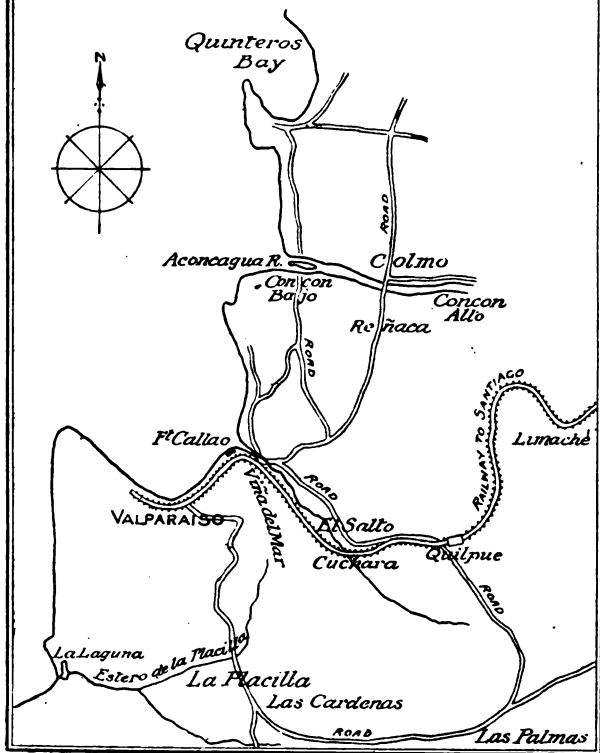 Quinteros
Bay
N
ROAD
Aconcagua R.
Colmo
Concon
Bajo
Concon
Allo
Reñaca
ROAD
RAILWAY TO SANTIAGO
Limaché
Ft Callao
ROAD
VALPARAISO
Viña del Mar
El Salto
Cuchara
Quilpue
ROAD
La Laguna
Estero de la Placilla
La Placilla
Las Cardenas
ROAD
Las Palmas